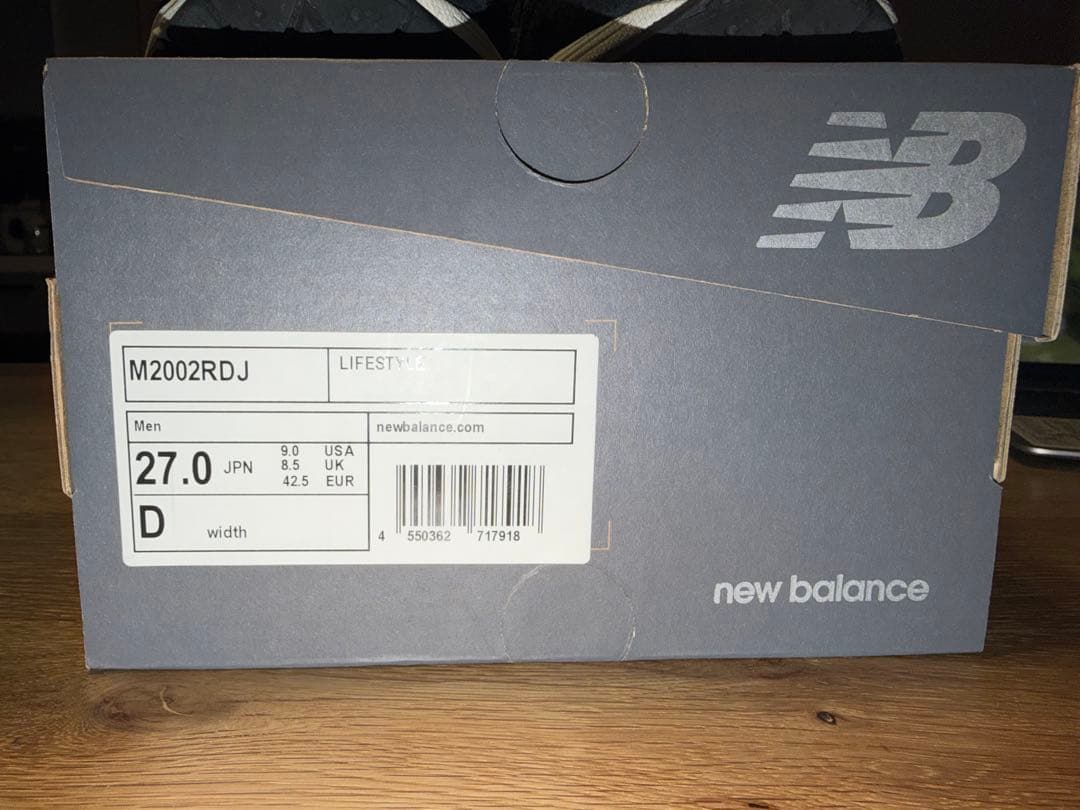 NB
M2002RDJ
LIFESTYLE
Men
newbalance.com
27.0 JPN
9.0 USA
8.5 UK
42.5 EUR
D width
4 550362 717918
new balance